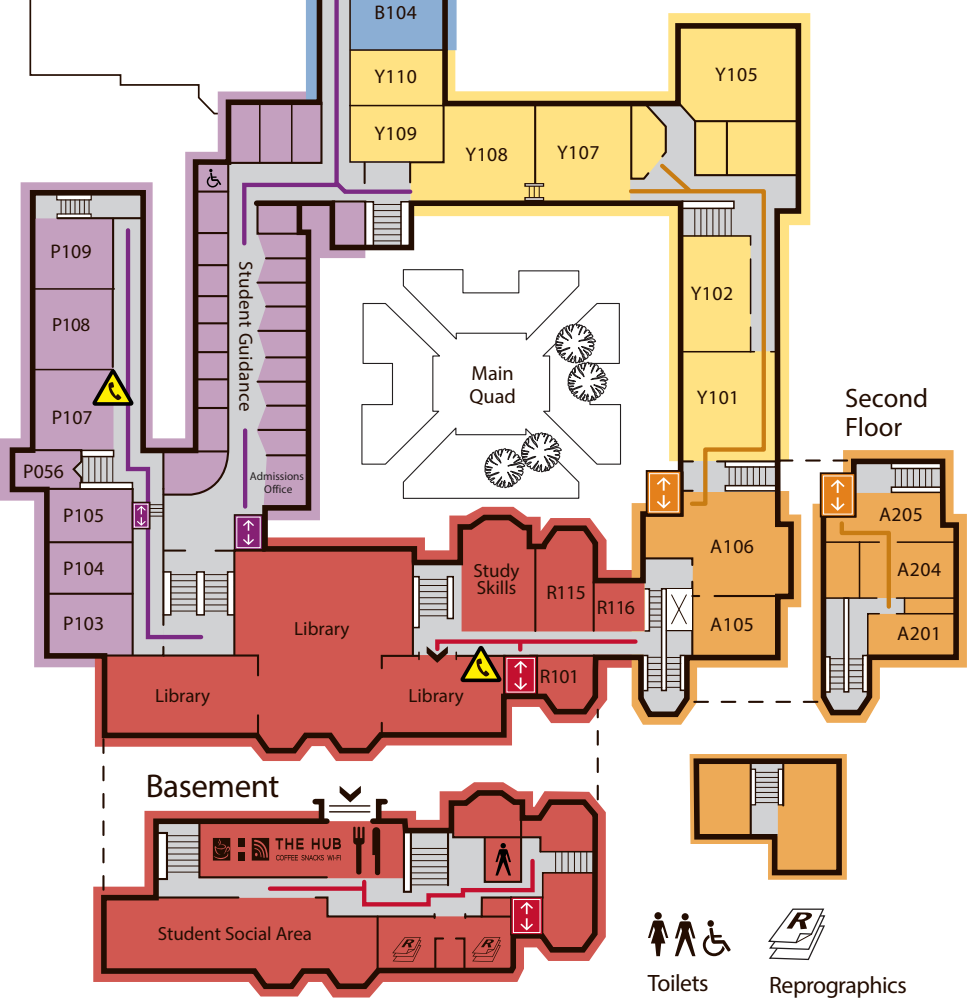 B104
Y110
Y105
Y109
Y108
Y107
P109
Y102
P108
Student Guidance
Main
Quad
Y101
P107
Second
Floor
P056
Admissions
Office
P105
A205
A106
P104
Study
Skills
A204
R115
R116
P103
Library
A105
A201
Library
Library
R101
Basement
THE HUB
COFFEE SNACKS WI-FI
Student Social Area
R
R
R
Toilets
Reprographics